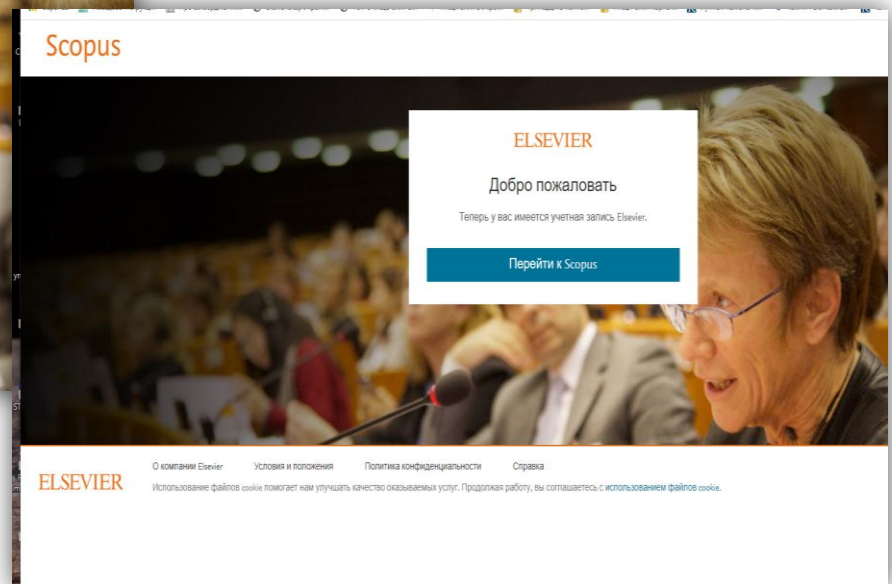 Scopus
ELSEVIER
Добро пожаловать
Теперь у вас имеется учетная запись Elsevier.
Перейти к Scopus
ELSEVIER
О компании Elsevier Условия и положения Политика конфиденциальности Справка
Использование файлов cookie помогает нам улучшать качество оказываемых услуг. Продолжая работу, вы соглашаетесь с использованием файлов cookie.